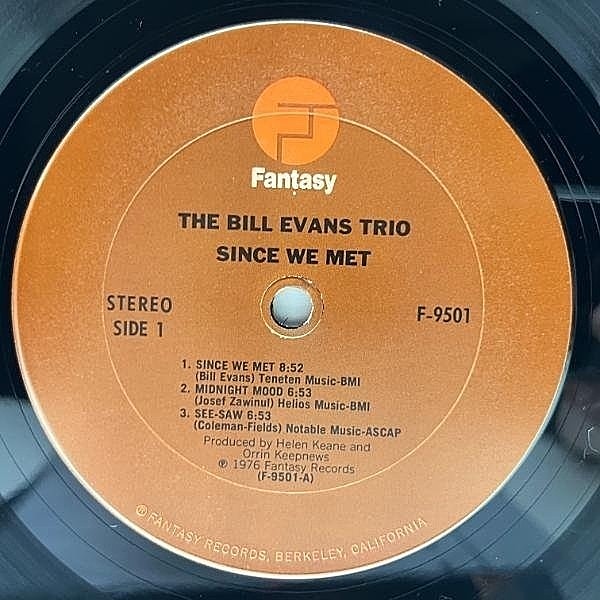 Fantasy
THE BILL EVANS TRIO
SINCE WE MET
STEREO
SIDE 1
F-9501
1. SINCE WE MET 8:52
(Bill Evans) Teneten Music-BMI
2. MIDNIGHT MOOD 6:53
(Josef Zawinul) Helios Music-BMI
3. SEE-SAW 6:53
(Coleman-Fields) Notable Music-ASCAP
Produced by Helen Keane and
Orrin Keepnews
℗ 1976 Fantasy Records
(F-9501-A)
℗ FANTASY RECORDS, BERKELEY, CALIFORNIA